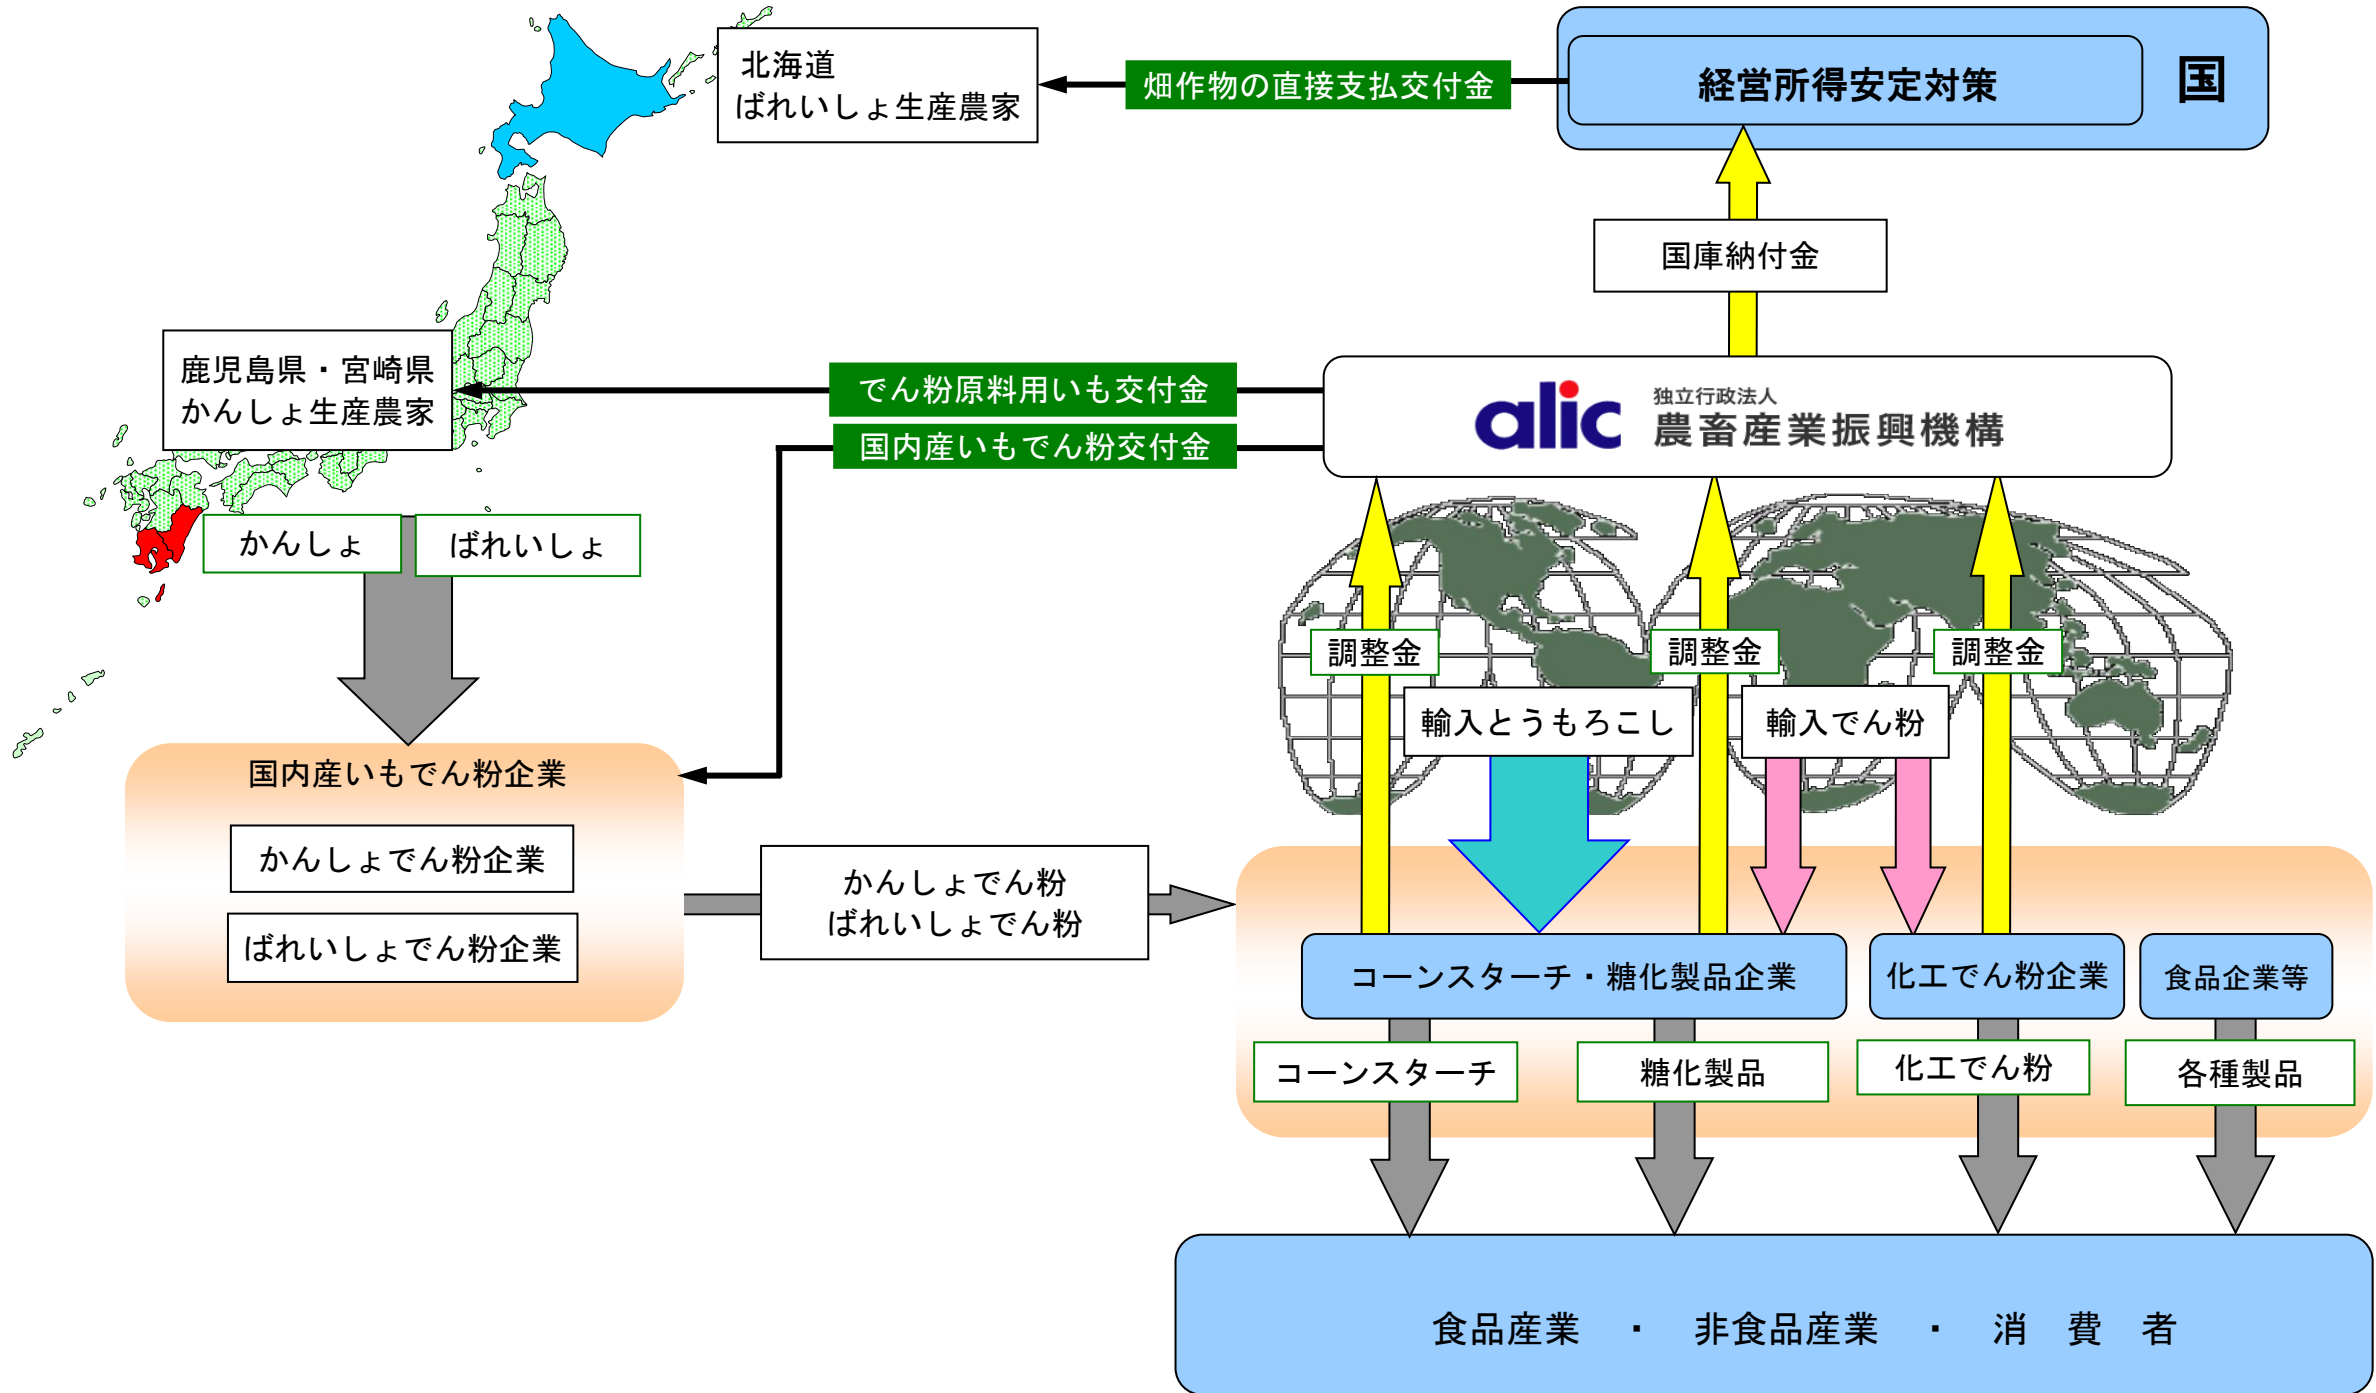 北海道
ばれいしょ生産農家
畑作物の直接支払交付金
経営所得安定対策
国
国庫納付金
鹿児島県・宮崎県
かんしょ生産農家
でん粉原料用いも交付金
国内産いもでん粉交付金
alic
独立行政法人
農畜産業振興機構
かんしょ
ばれいしょ
調整金
調整金
調整金
輸入とうもろこし
輸入でん粉
国内産いもでん粉企業
かんしょでん粉企業
ばれいしょでん粉企業
かんしょでん粉
ばれいしょでん粉
コーンスターチ・糖化製品企業
化工でん粉企業
食品企業等
コーンスターチ
糖化製品
化工でん粉
各種製品
食品産業　・　非食品産業　・　消　費　者